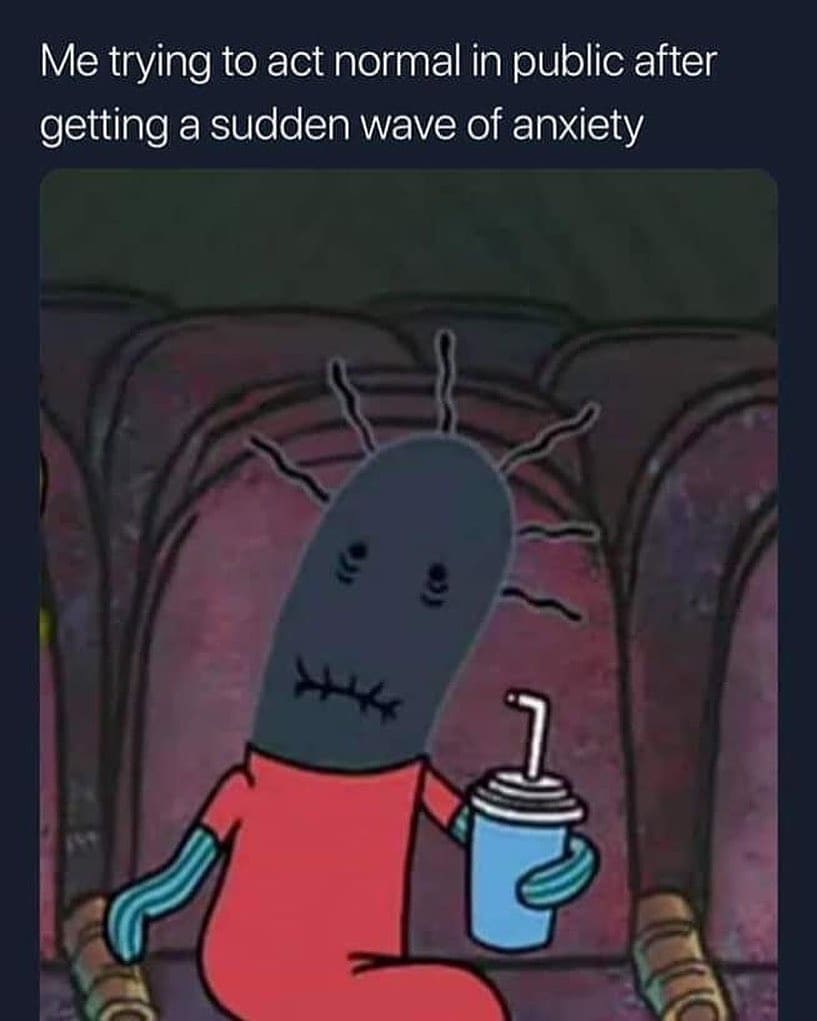 Me trying to act normal in public after
getting a sudden wave of anxiety